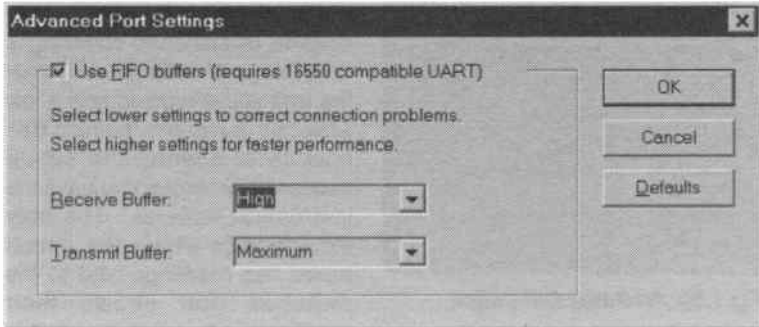 Advanced Port Settings
Use FIFO buffers (requires 16550 compatible UART)
Select lower settings to correct connection problems.
Select higher settings for faster performance.
Receive Buffer: High
Transmit Buffer: Maximum
OK
Cancel
Defaults